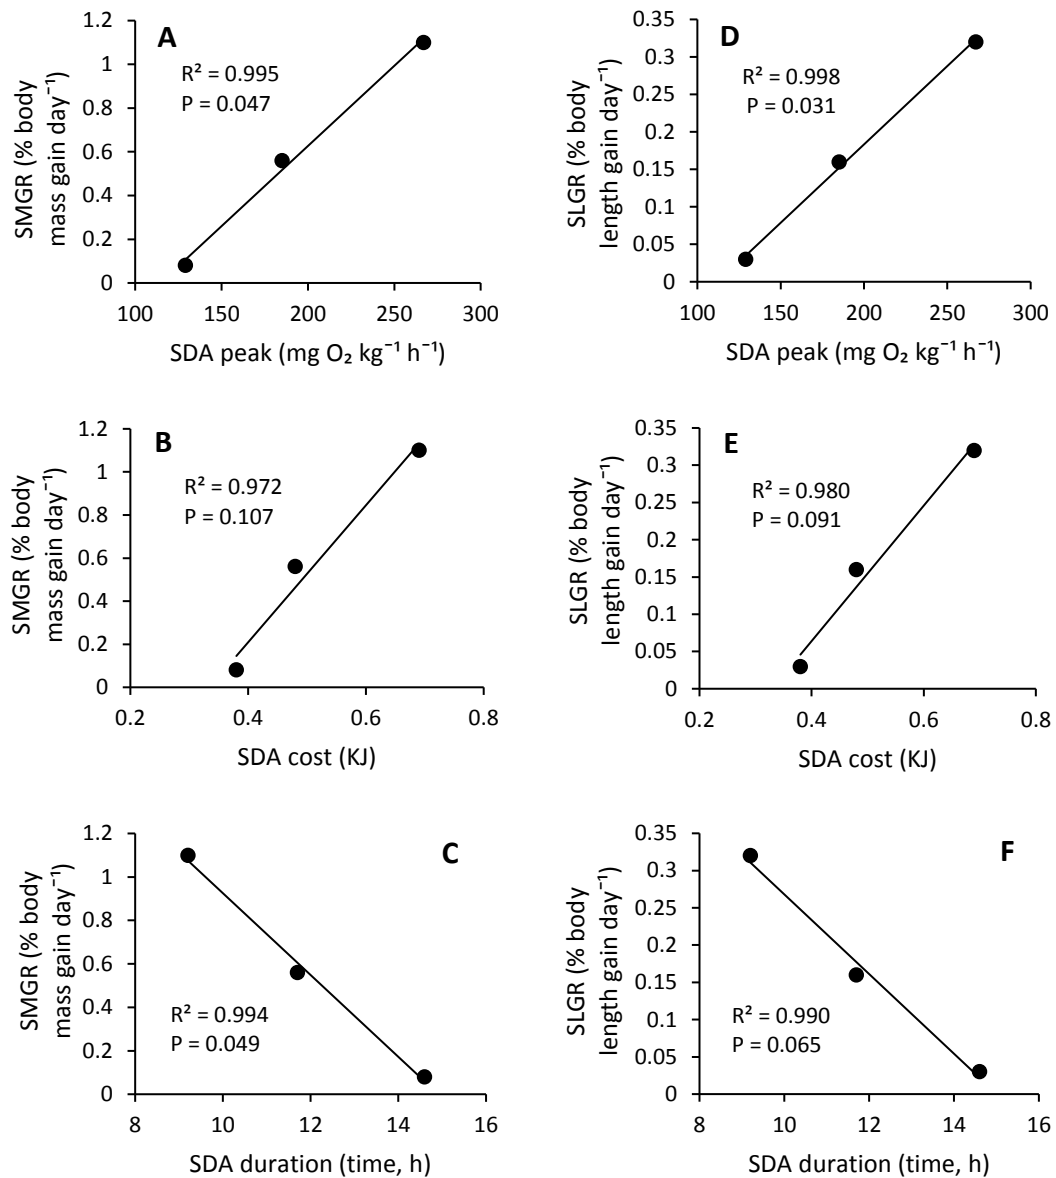 A
SMGR (% body
mass gain day⁻¹)
1.2
1
0.8
0.6
0.4
0.2
0
R² = 0.995
P = 0.047
100
150
200
250
300
SDA peak (mg O₂ kg⁻¹ h⁻¹)
D
SLGR (% body
length gain day⁻¹)
0.35
0.3
0.25
0.2
0.15
0.1
0.05
0
R² = 0.998
P = 0.031
100
150
200
250
300
SDA peak (mg O₂ kg⁻¹ h⁻¹)
B
SMGR (% body
mass gain day⁻¹)
1.2
1
0.8
0.6
0.4
0.2
0
R² = 0.972
P = 0.107
0.2
0.4
0.6
0.8
SDA cost (KJ)
E
SLGR (% body
length gain day⁻¹)
0.35
0.3
0.25
0.2
0.15
0.1
0.05
0
R² = 0.980
P = 0.091
0.2
0.4
0.6
0.8
SDA cost (KJ)
C
SMGR (% body
mass gain day⁻¹)
1.2
1
0.8
0.6
0.4
0.2
0
R² = 0.994
P = 0.049
8
10
12
14
16
SDA duration (time, h)
F
SLGR (% body
length gain day⁻¹)
0.35
0.3
0.25
0.2
0.15
0.1
0.05
0
R² = 0.990
P = 0.065
8
10
12
14
16
SDA duration (time, h)